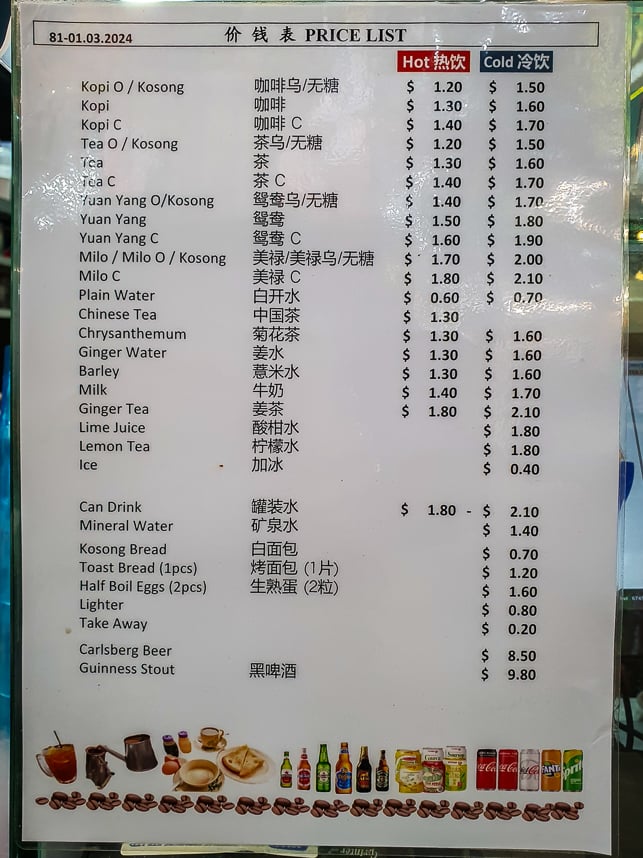 81-01.03.2024 价 钱 表 PRICE LIST
Hot 热饮 Cold 冷饮
Kopi O / Kosong 咖啡乌/无糖 $ 1.20 $ 1.50
Kopi 咖啡 $ 1.30 $ 1.60
Kopi C 咖啡 C $ 1.40 $ 1.70
Tea O / Kosong 茶乌/无糖 $ 1.20 $ 1.50
Tea 茶 $ 1.30 $ 1.60
Tea C 茶 C $ 1.40 $ 1.70
Yuan Yang O/Kosong 鸳鸯乌/无糖 $ 1.40 $ 1.70
Yuan Yang 鸳鸯 $ 1.50 $ 1.80
Yuan Yang C 鸳鸯 C $ 1.60 $ 1.90
Milo / Milo O / Kosong 美禄/美禄乌/无糖 $ 1.70 $ 2.00
Milo C 美禄 C $ 1.80 $ 2.10
Plain Water 白开水 $ 0.60 $ 0.70
Chinese Tea 中国茶 $ 1.30
Chrysanthemum 菊花茶 $ 1.30 $ 1.60
Ginger Water 姜水 $ 1.30 $ 1.60
Barley 薏米水 $ 1.30 $ 1.60
Milk 牛奶 $ 1.40 $ 1.70
Ginger Tea 姜茶 $ 1.80 $ 2.10
Lime Juice 酸柑水 $ 1.80
Lemon Tea 柠檬水 $ 1.80
Ice 加冰 $ 0.40
Can Drink 罐装水 $ 1.80 - $ 2.10
Mineral Water 矿泉水 $ 1.40
Kosong Bread 白面包 $ 0.70
Toast Bread (1pcs) 烤面包 (1片) $ 1.20
Half Boil Eggs (2pcs) 生熟蛋 (2粒) $ 1.60
Lighter $ 0.80
Take Away $ 0.20
Carlsberg Beer $ 8.50
Guinness Stout 黑啤酒 $ 9.80